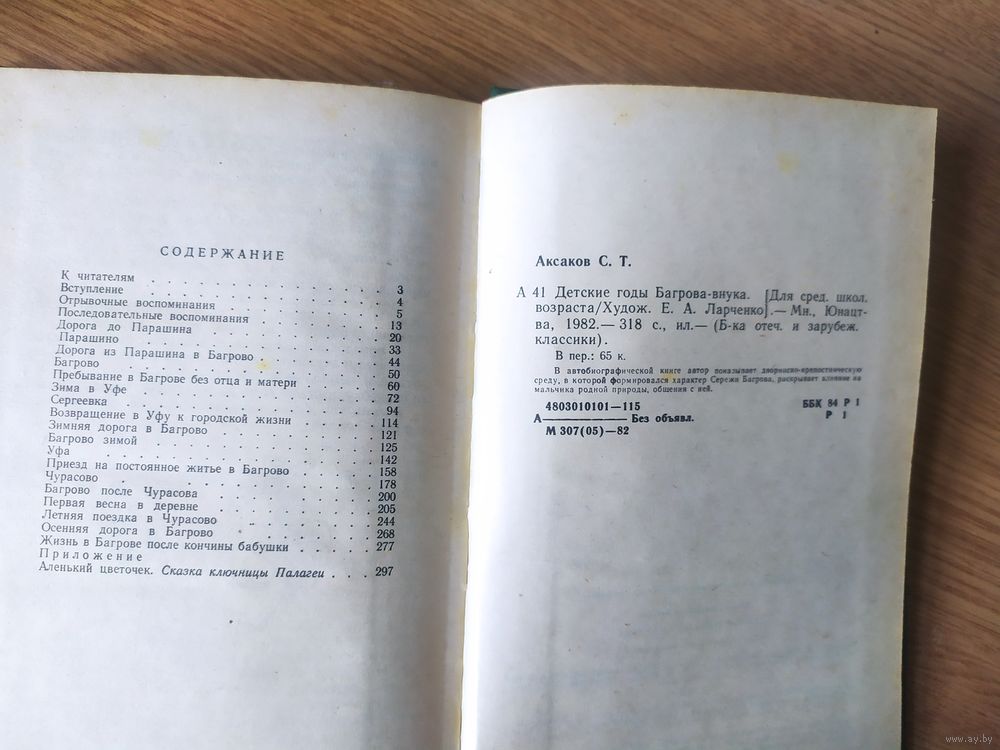 СОДЕРЖАНИЕ
К читателям . . . . . . . . . . . 3
Вступление . . . . . . . . . . . 4
Отрывочные воспоминания . . . . . . . 5
Последовательные воспоминания . . . . . . 13
Дорога до Парашина . . . . . . . . 20
Парашино . . . . . . . . . . . 33
Дорога из Парашина в Багрово . . . . . . 44
Багрово . . . . . . . . . . . . 50
Пребывание в Багрове без отца и матери . . . . 60
Зима в Уфе . . . . . . . . . . . 72
Сергеевка . . . . . . . . . . . 94
Возвращение в Уфу к городской жизни . . . . 114
Зимняя дорога в Багрово . . . . . . . 121
Багрово зимой . . . . . . . . . . 125
Уфа . . . . . . . . . . . . . 142
Приезд на постоянное житье в Багрово . . . . 158
Чурасово . . . . . . . . . . . . 178
Багрово после Чурасова . . . . . . . 200
Первая весна в деревне . . . . . . . 205
Летняя поездка в Чурасово . . . . . . . 244
Осенняя дорога в Багрово . . . . . . . 268
Жизнь в Багрове после кончины бабушки . . . . 277
Приложение
Аленький цветочек. Сказка ключницы Палагеи . . . 297
Аксаков С. Т.
А 41 Детские годы Багрова-внука. [Для сред. школ.
возраста/Худож. Е. А. Ларченко].— Мн., Юнацт-
ва, 1982.— 318 с., ил.— (Б-ка отеч. и зарубеж.
классики).
В пер.: 65 к.
В автобиографической книге автор показывает дворянско-крепостническую
среду, в которой формировался характер Сережи Багрова, раскрывает влияние на
мальчика родной природы, общения с ней.
4803010101—115 ББК 84 Р 1
А———— Без объявл. Р 1
М 307(05)—82
www.ay.by